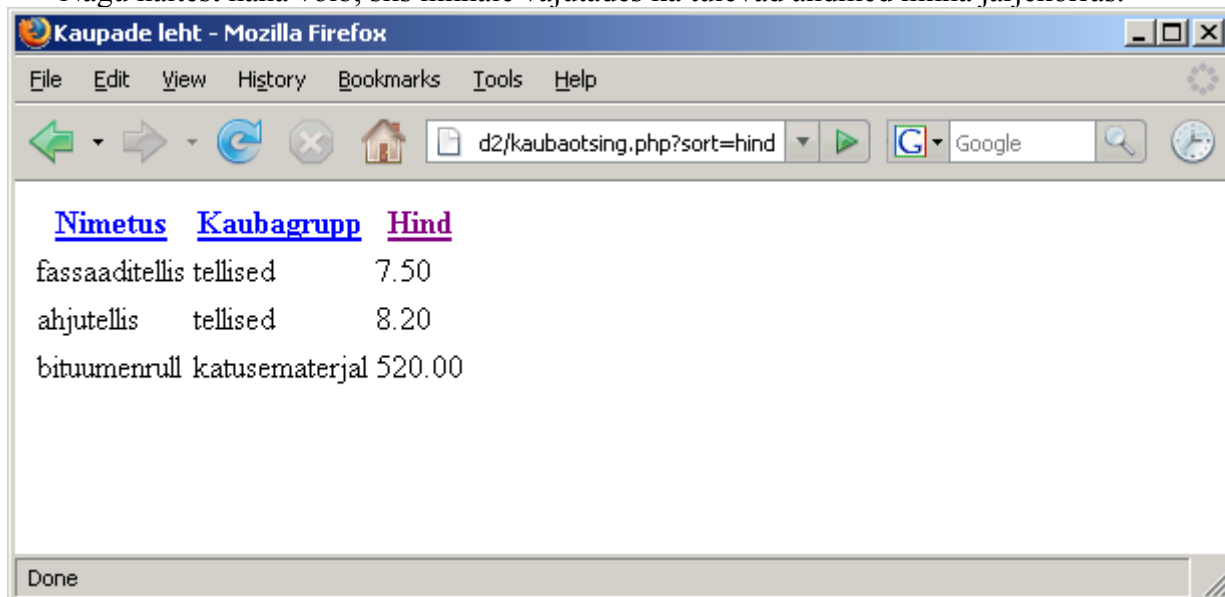 Kaupade leht - Mozilla Firefox
File Edit View History Bookmarks Tools Help
d2/kaubaotsing.php?sort=hind Google
Nimetus Kaubagrupp Hind
fassaaditellis tellised 7.50
ahjutellis tellised 8.20
bituumenrull katusematerjal 520.00
Done